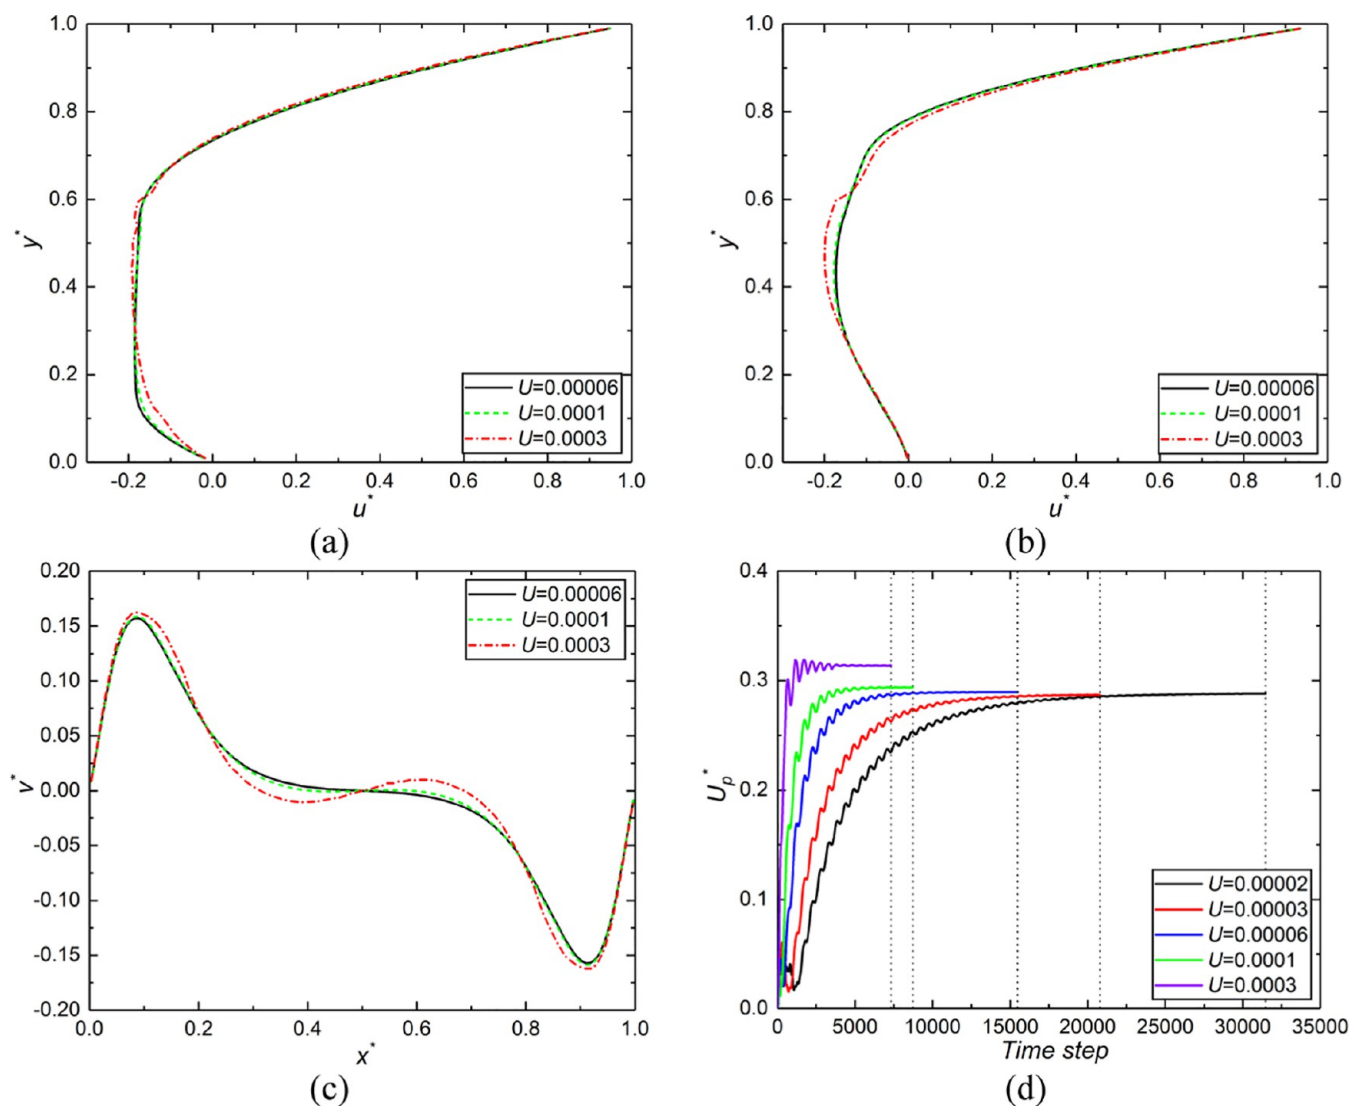 1.0
0.8
0.6
0.4
0.2
0.0
y*
-0.2 0.0 0.2 0.4 0.6 0.8 1.0
u*
U=0.00006
U=0.0001
U=0.0003
(a)
1.0
0.8
0.6
0.4
0.2
0.0
y*
-0.2 0.0 0.2 0.4 0.6 0.8 1.0
u*
U=0.00006
U=0.0001
U=0.0003
(b)
0.20
0.15
0.10
0.05
0.00
-0.05
-0.10
-0.15
-0.20
v*
0.0 0.2 0.4 0.6 0.8 1.0
x*
U=0.00006
U=0.0001
U=0.0003
(c)
0.4
0.3
0.2
0.1
0.0
Up*
0 5000 10000 15000 20000 25000 30000 35000
Time step
U=0.00002
U=0.00003
U=0.00006
U=0.0001
U=0.0003
(d)